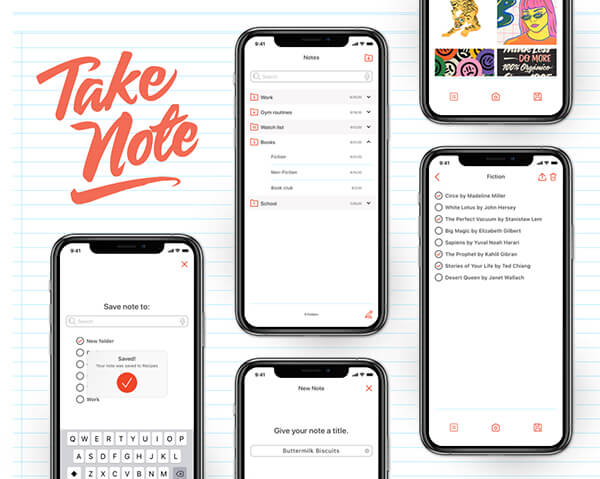 Take
Note
9:41
Notes
Search
Work
Gym routines
Watch list
Books
Fiction
Non-Fiction
Book club
School
5 Folders
DO MORE
100% Orgánico
9:41
Fiction
Circe by Madeline Miller
White Lotus by John Hersey
The Perfect Vacuum by Stanislaw Lem
Big Magic by Elizabeth Gilbert
Sapiens by Yuval Noah Harari
The Prophet by Kahlil Gibran
Stories of Your Life by Ted Chiang
Desert Queen by Janet Wallach
9:41
Save note to:
Search
New folder
Saved!
Your note was saved to Recipes
Work
Q W E R T Y U I O P
A S D F G H J K L
Z X C V B N M
9:41
New Note
Give your note a title.
Buttermilk Biscuits